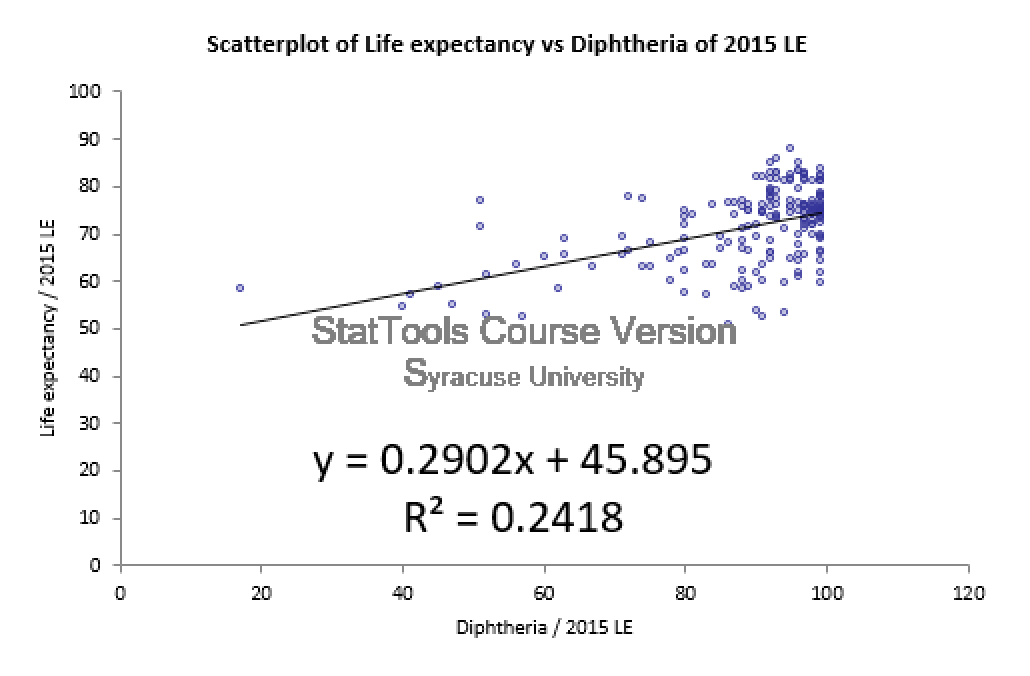 Scatterplot of Life expectancy vs Diphtheria of 2015 LE
100
90
80
70
60
50
40
30
20
10
0
Life expectancy / 2015 LE
StatTools Course Version
Syracuse University
y = 0.2902x + 45.895
R² = 0.2418
0 20 40 60 80 100 120
Diphtheria / 2015 LE